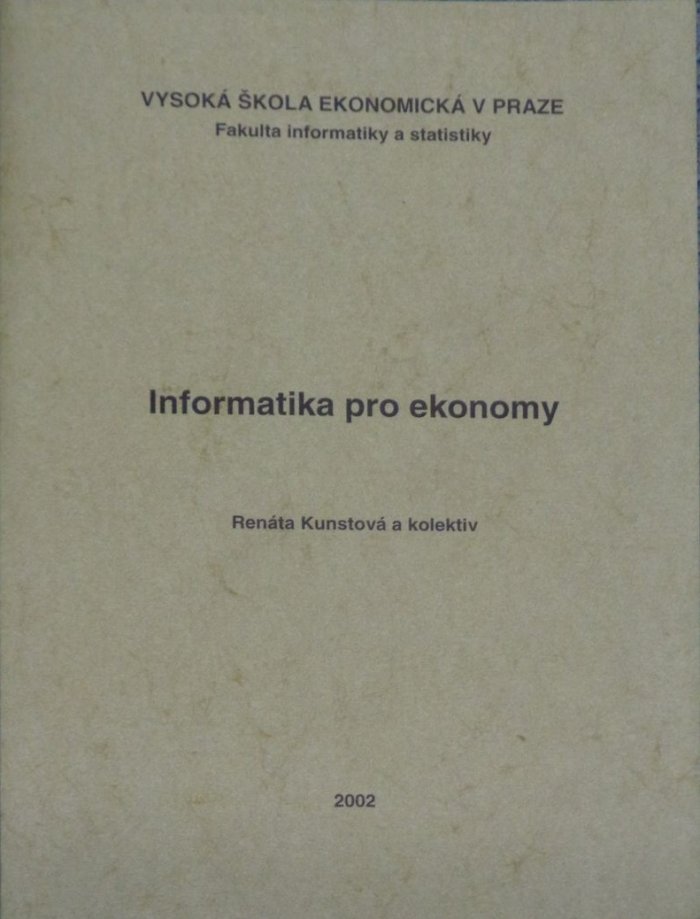 VYSOKÁ ŠKOLA EKONOMICKÁ V PRAZE
Fakulta informatiky a statistiky
Informatika pro ekonomy
Renáta Kunstová a kolektiv
2002